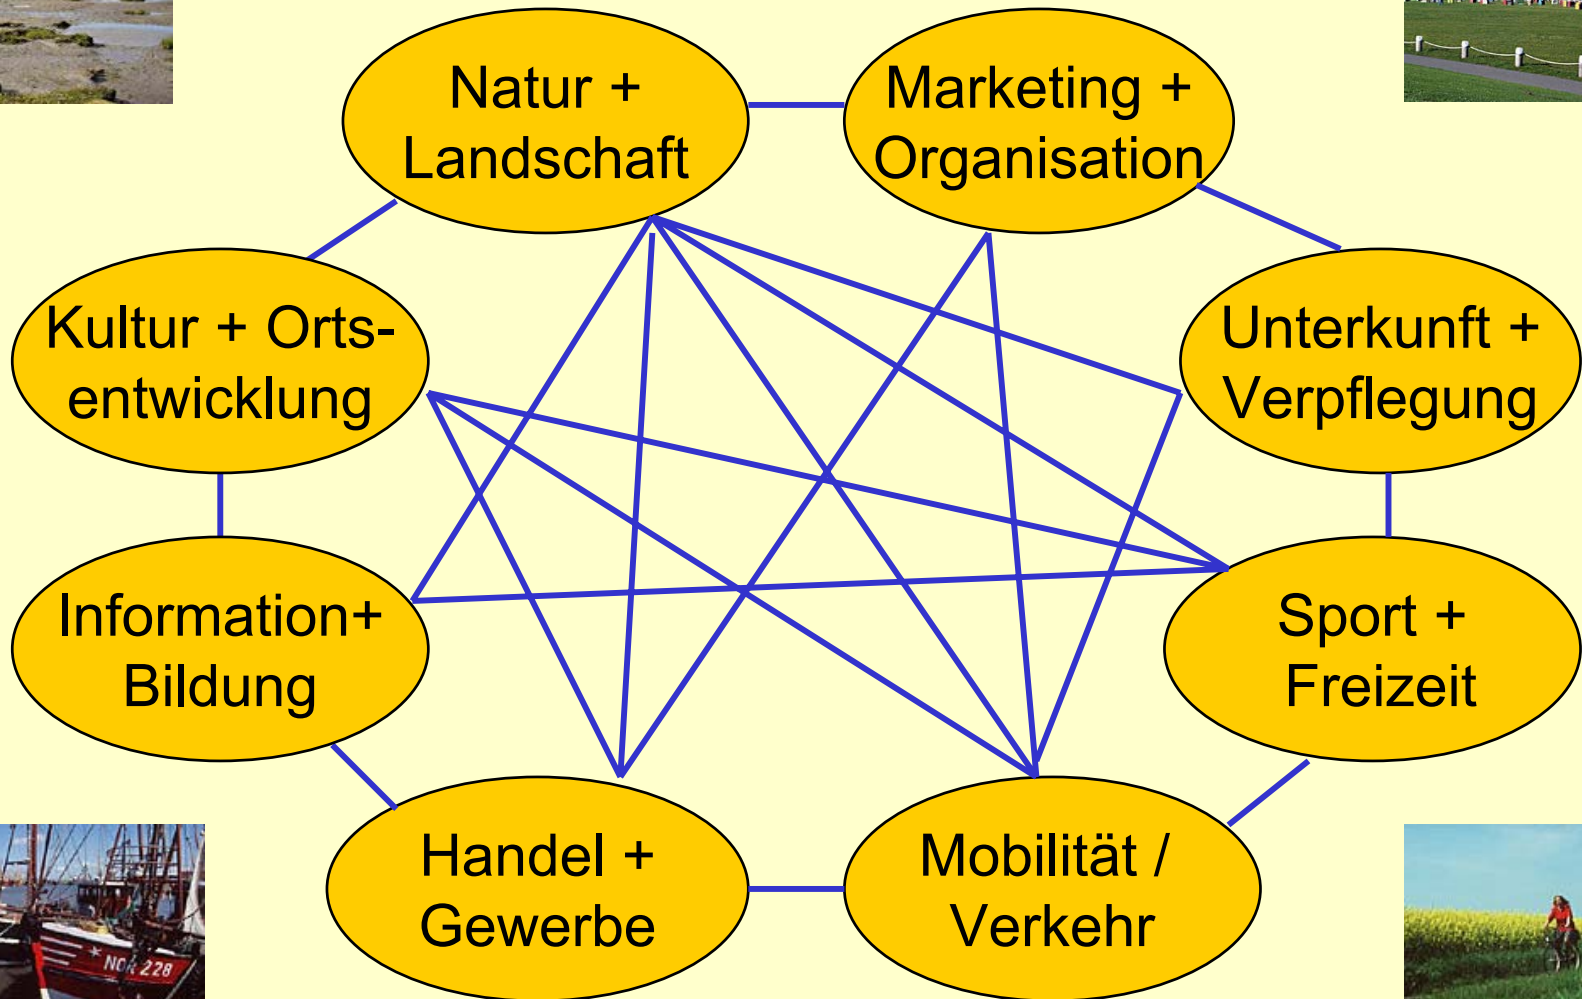 Natur +
Landschaft
Marketing +
Organisation
Kultur + Orts-
entwicklung
Unterkunft +
Verpflegung
Information+
Bildung
Sport +
Freizeit
Handel +
Gewerbe
Mobilität /
Verkehr
NOR 228